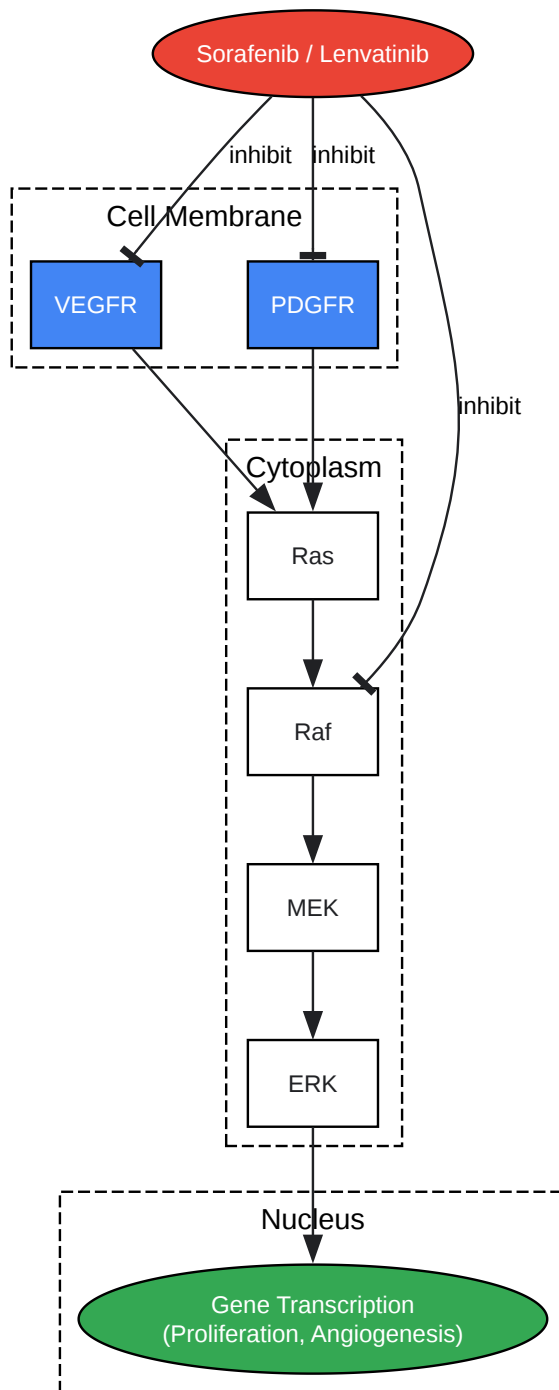 Sorafenib / Lenvatinib
inhibit
inhibit
Cell Membrane
VEGFR
PDGFR
inhibit
Cytoplasm
Ras
Raf
MEK
ERK
Nucleus
Gene Transcription
(Proliferation, Angiogenesis)